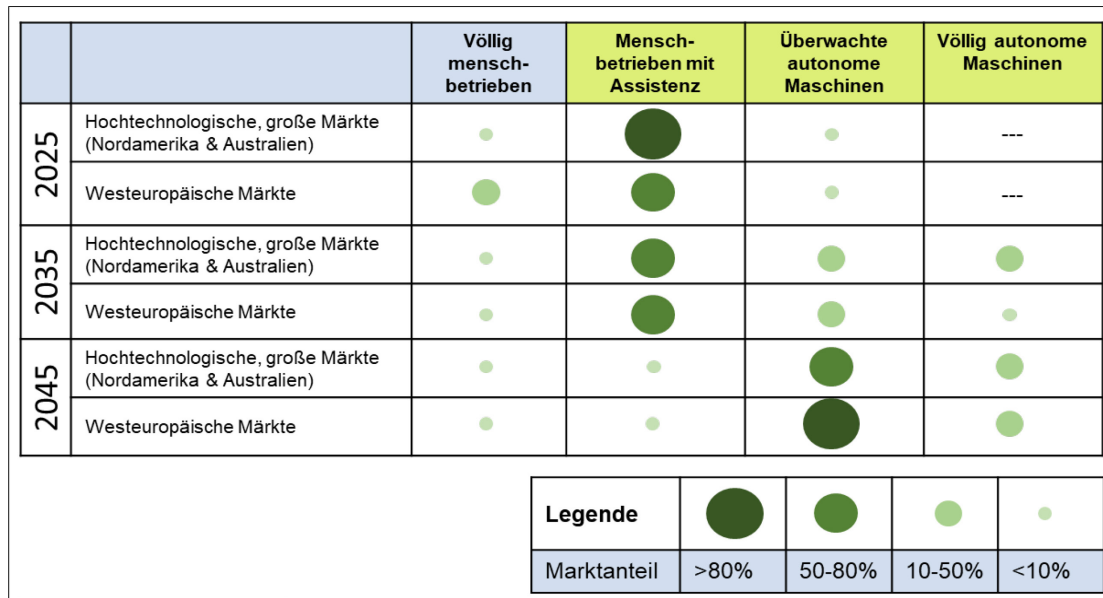 Völlig
mensch-
betrieben
Mensch-
betrieben mit
Assistenz
Überwachte
autonome
Maschinen
Völlig autonome
Maschinen
2025
Hochtechnologische, große Märkte
(Nordamerika & Australien)
---
Westeuropäische Märkte
---
2035
Hochtechnologische, große Märkte
(Nordamerika & Australien)
Westeuropäische Märkte
2045
Hochtechnologische, große Märkte
(Nordamerika & Australien)
Westeuropäische Märkte
Legende
Marktanteil >80% 50-80% 10-50% <10%